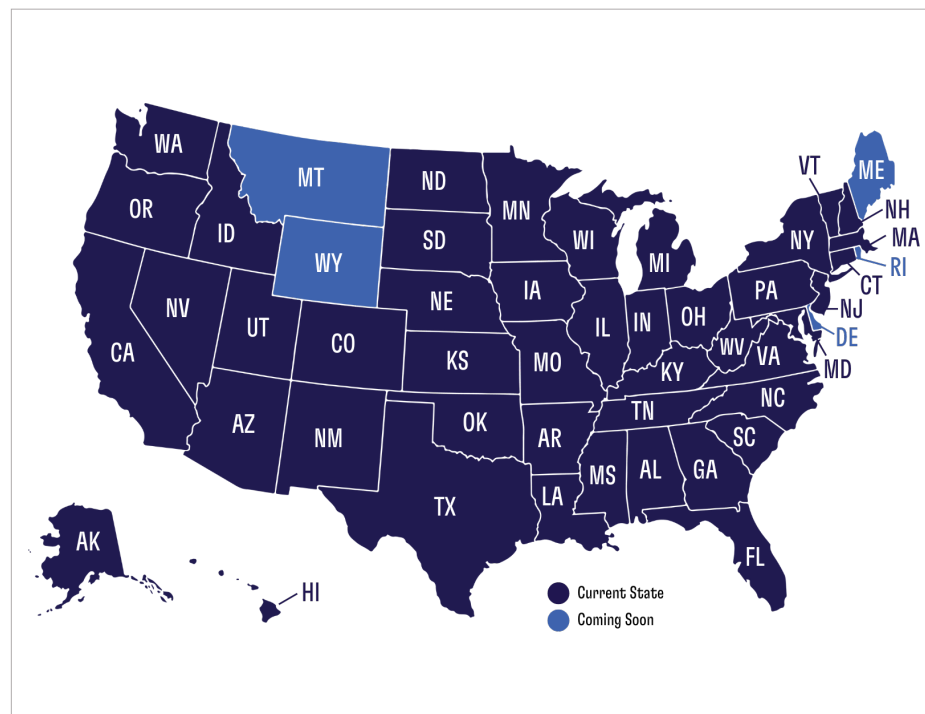 WA
MT
ND
MN
VT
ME
OR
ID
SD
WI
MI
NY
NH
MA
WY
RI
CT
NV
NE
IA
PA
NJ
UT
CO
IL
IN
OH
DE
CA
KS
MO
WV
VA
MD
KY
AZ
NM
OK
AR
TN
NC
SC
TX
LA
MS
AL
GA
AK
FL
HI
Current State
Coming Soon